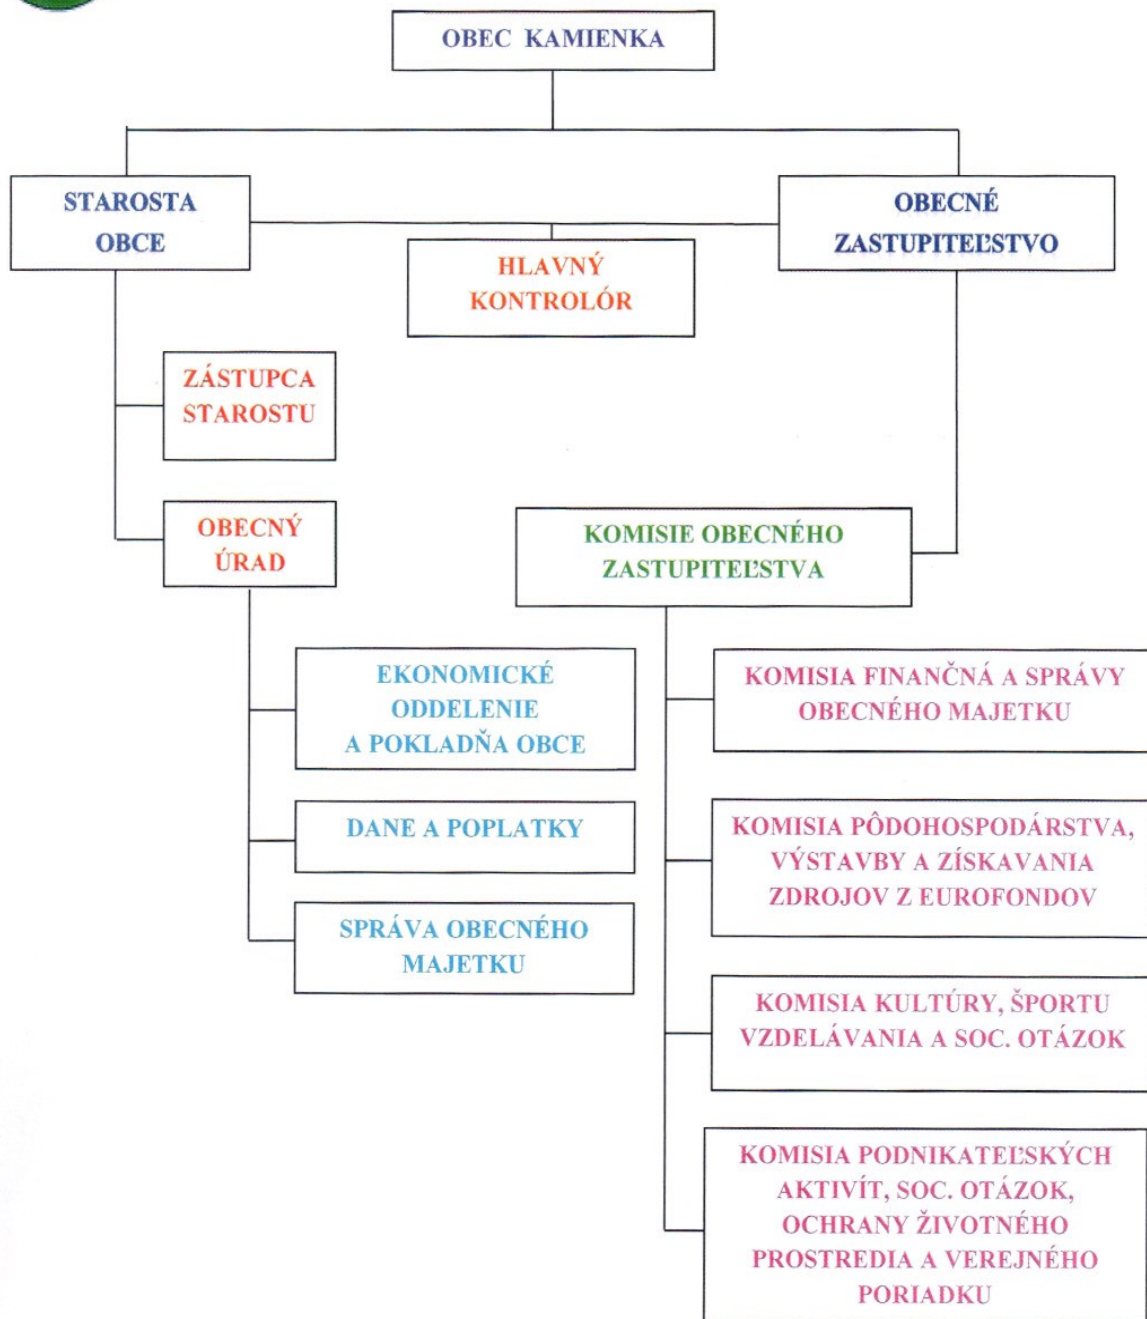 OBEC KAMIENKA
STAROSTA
OBCE
OBECNÉ
ZASTUPITEĽSTVO
HLAVNÝ
KONTROLÓR
ZÁSTUPCA
STAROSTU
OBECNÝ
ÚRAD
KOMISIE OBECNÉHO
ZASTUPITEĽSTVA
EKONOMICKÉ
ODDELENIE
A POKLADŇA OBCE
DANE A POPLATKY
SPRÁVA OBECNÉHO
MAJETKU
KOMISIA FINANČNÁ A SPRÁVY
OBECNÉHO MAJETKU
KOMISIA PÔDOHOSPODÁRSTVA,
VÝSTAVBY A ZÍSKAVANIA
ZDROJOV Z EUROFONDOV
KOMISIA KULTÚRY, ŠPORTU
VZDELÁVANIA A SOC. OTÁZOK
KOMISIA PODNIKATEĽSKÝCH
AKTIVÍT, SOC. OTÁZOK,
OCHRANY ŽIVOTNÉHO
PROSTREDIA A VEREJNÉHO
PORIADKU